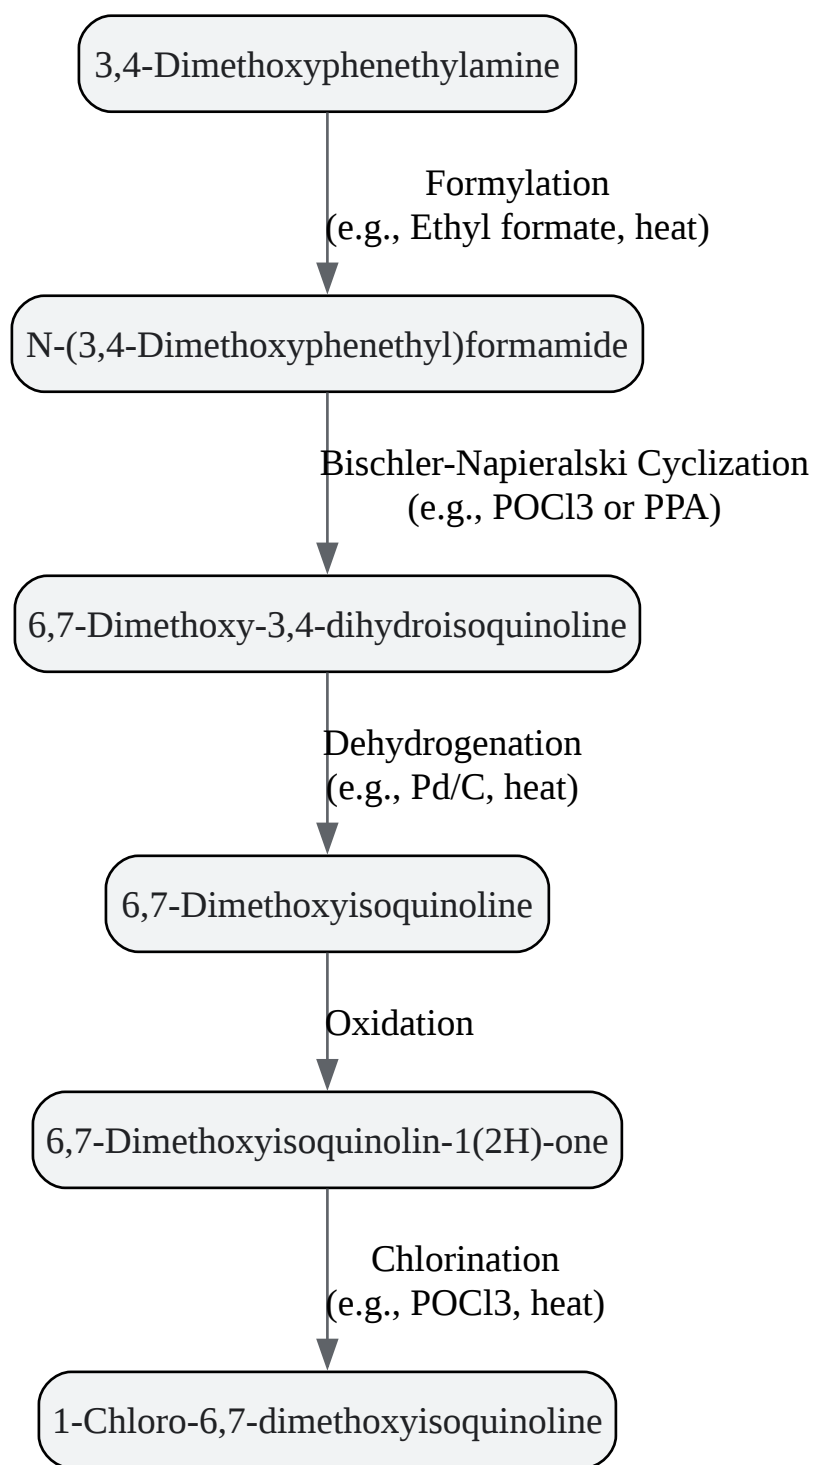 3,4-Dimethoxyphenethylamine
Formylation
(e.g., Ethyl formate, heat)
N-(3,4-Dimethoxyphenethyl)formamide
Bischler-Napieralski Cyclization
(e.g., POCl3 or PPA)
6,7-Dimethoxy-3,4-dihydroisoquinoline
Dehydrogenation
(e.g., Pd/C, heat)
6,7-Dimethoxyisoquinoline
Oxidation
6,7-Dimethoxyisoquinolin-1(2H)-one
Chlorination
(e.g., POCl3, heat)
1-Chloro-6,7-dimethoxyisoquinoline